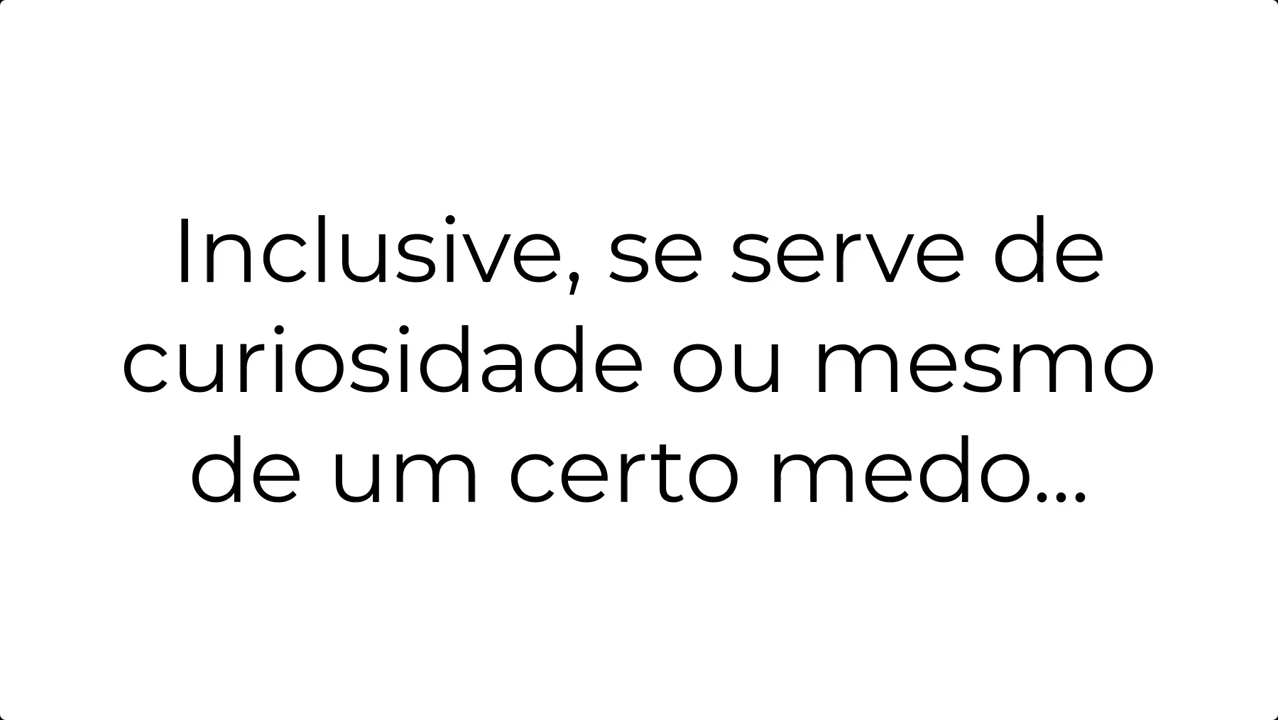 Inclusive, se serve de
curiosidade ou mesmo
de um certo medo...